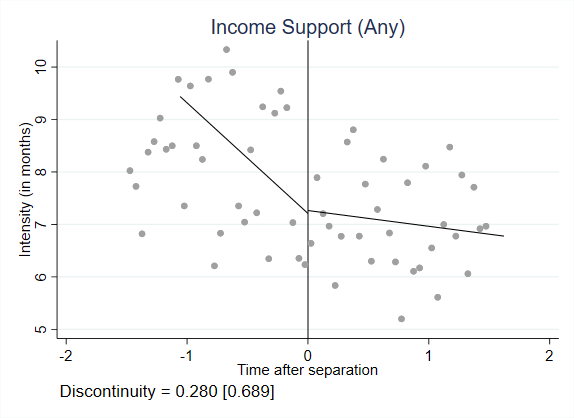 Income Support (Any)
Intensity (in months)
10
9
8
7
6
5
-2
-1
0
1
2
Time after separation
Discontinuity = 0.280 [0.689]